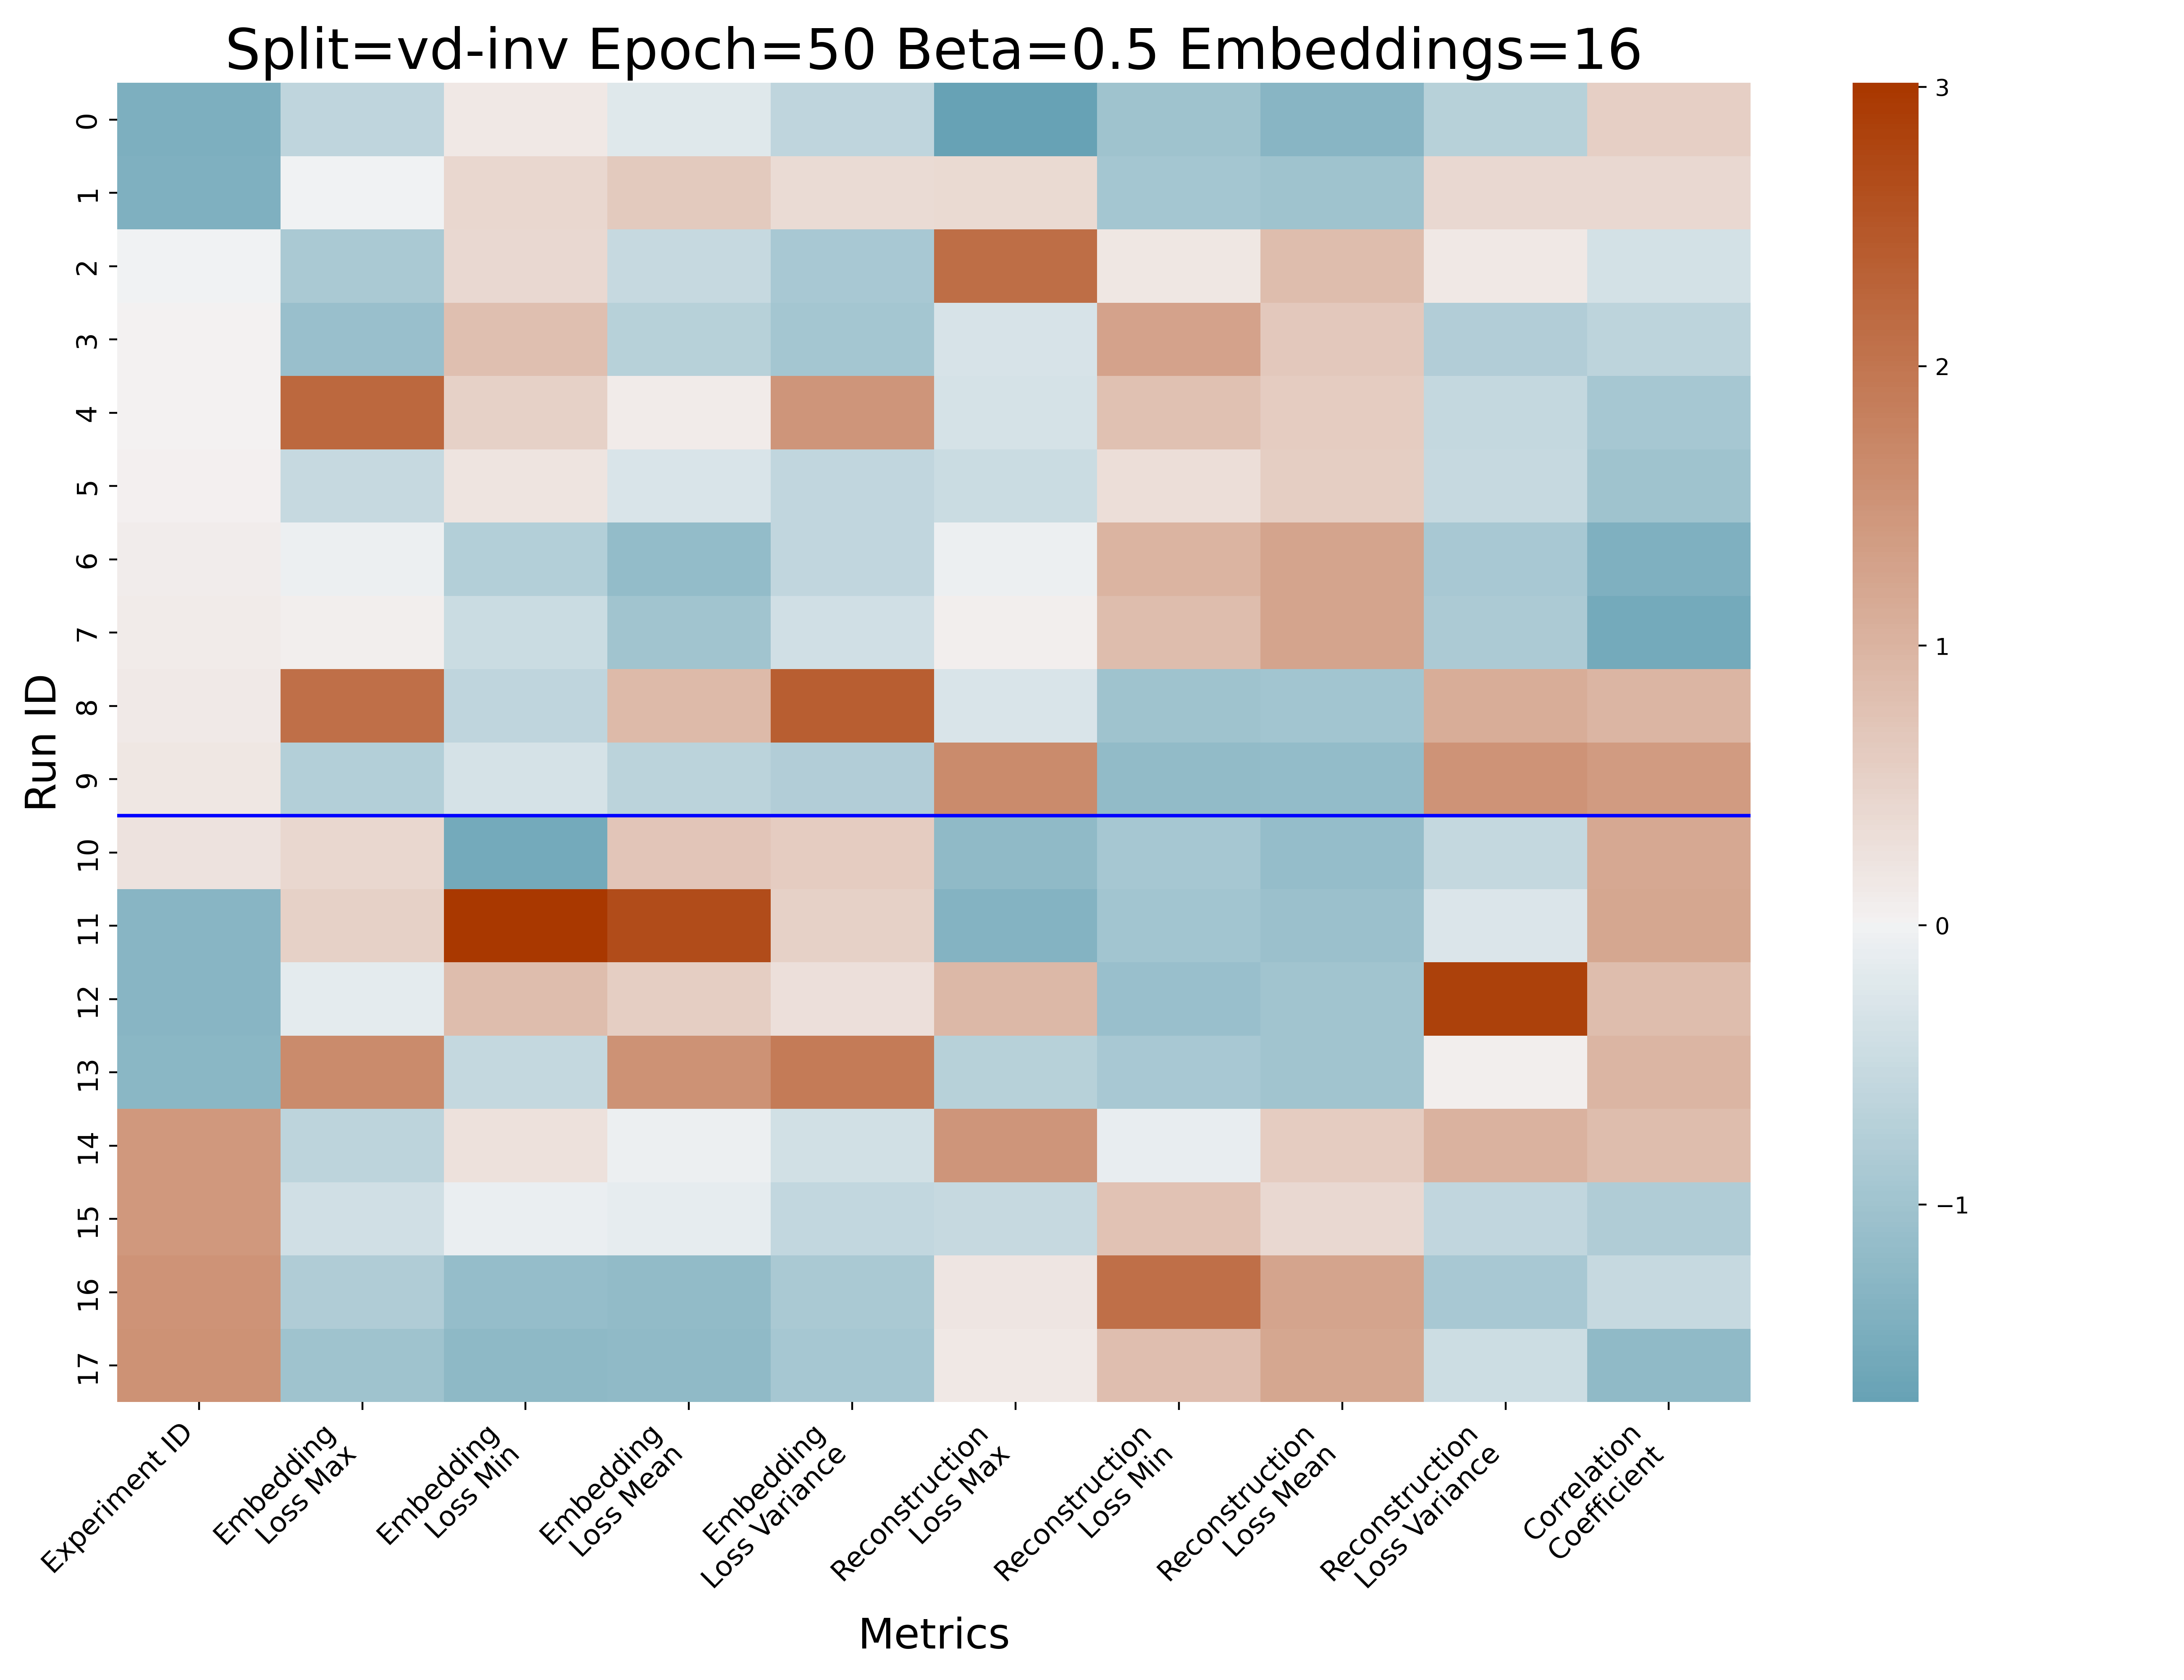 Split=vd-inv Epoch=50 Beta=0.5 Embeddings=16
Run ID
0
1
2
3
4
5
6
7
8
9
10
11
12
13
14
15
16
17
Experiment ID
Embedding
Loss Max
Embedding
Loss Min
Embedding
Loss Mean
Embedding
Loss Variance
Reconstruction
Loss Max
Reconstruction
Loss Min
Reconstruction
Loss Mean
Reconstruction
Loss Variance
Correlation
Coefficient
Metrics
3
2
1
0
−1